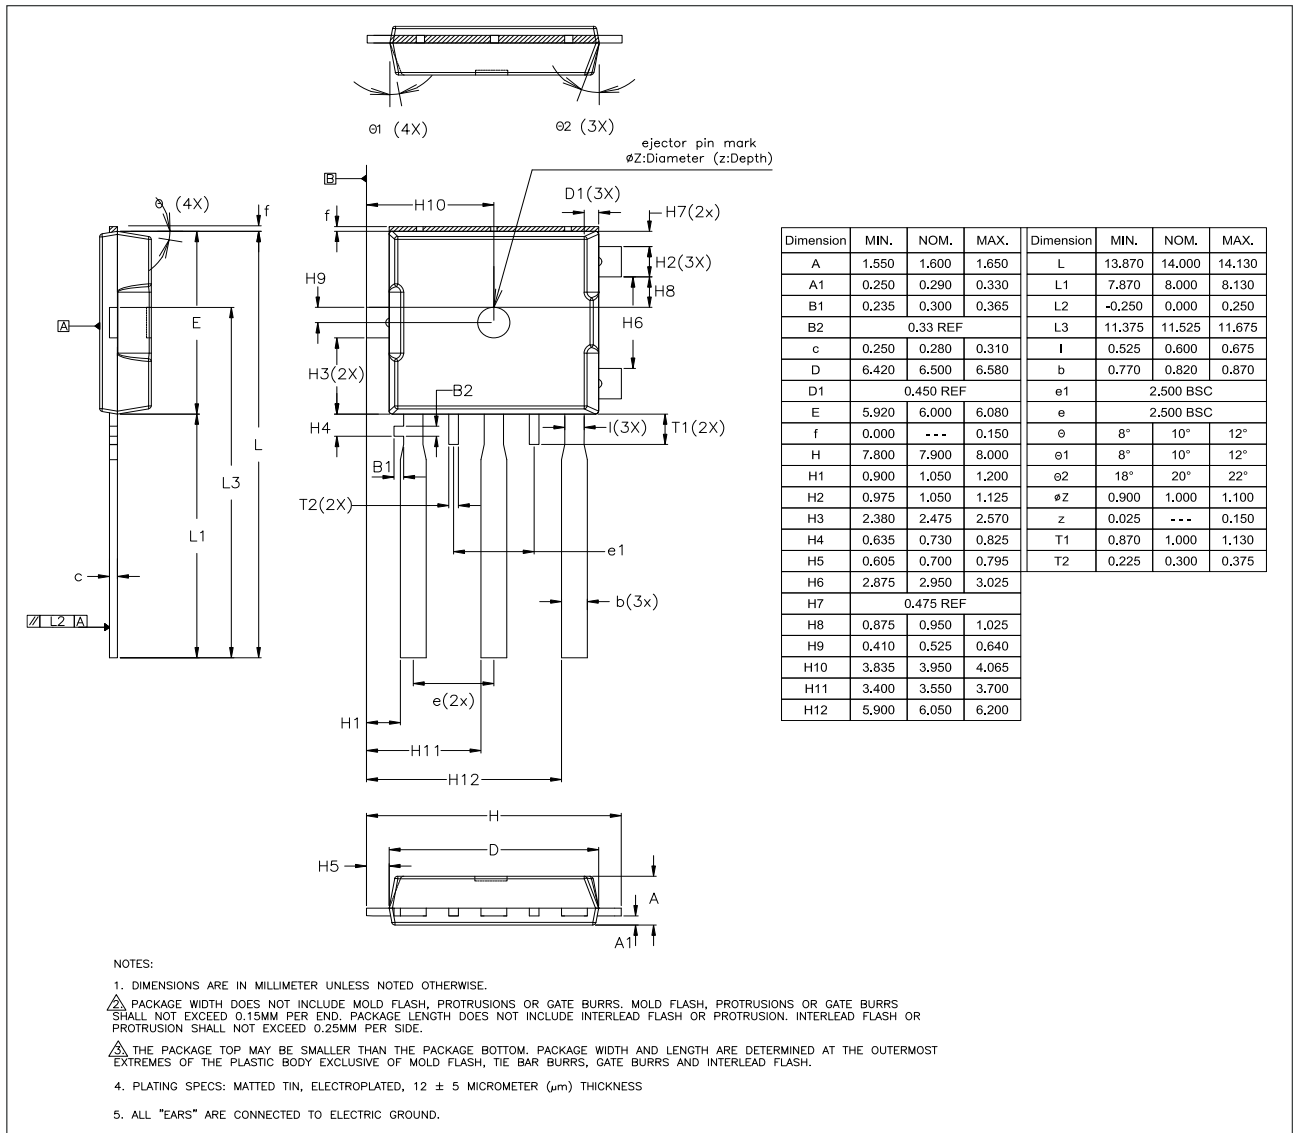 Θ1 (4X)
Θ2 (3X)
ejector pin mark
øZ:Diameter (z:Depth)
B
H10
D1(3X)
H7(2x)
Θ (4X)
f
f
H2(3X)
H9
H8
H6
A
E
H3(2X)
B2
H4
l(3X)
T1(2X)
L
B1
L3
T2(2X)
L1
e1
c
b(3x)
// L2 A
e(2x)
H1
H11
H12
H
D
H5
A
A1
Dimension MIN. NOM. MAX. Dimension MIN. NOM. MAX.
A 1.550 1.600 1.650 L 13.870 14.000 14.130
A1 0.250 0.290 0.330 L1 7.870 8.000 8.130
B1 0.235 0.300 0.365 L2 -0.250 0.000 0.250
B2 0.33 REF L3 11.375 11.525 11.675
c 0.250 0.280 0.310 l 0.525 0.600 0.675
D 6.420 6.500 6.580 b 0.770 0.820 0.870
D1 0.450 REF e1 2.500 BSC
E 5.920 6.000 6.080 e 2.500 BSC
f 0.000 --- 0.150 Θ 8° 10° 12°
H 7.800 7.900 8.000 Θ1 8° 10° 12°
H1 0.900 1.050 1.200 Θ2 18° 20° 22°
H2 0.975 1.050 1.125 øZ 0.900 1.000 1.100
H3 2.380 2.475 2.570 z 0.025 --- 0.150
H4 0.635 0.730 0.825 T1 0.870 1.000 1.130
H5 0.605 0.700 0.795 T2 0.225 0.300 0.375
H6 2.875 2.950 3.025
H7 0.475 REF
H8 0.875 0.950 1.025
H9 0.410 0.525 0.640
H10 3.835 3.950 4.065
H11 3.400 3.550 3.700
H12 5.900 6.050 6.200
NOTES:
1. DIMENSIONS ARE IN MILLIMETER UNLESS NOTED OTHERWISE.
2. PACKAGE WIDTH DOES NOT INCLUDE MOLD FLASH, PROTRUSIONS OR GATE BURRS. MOLD FLASH, PROTRUSIONS OR GATE BURRS
SHALL NOT EXCEED 0.15MM PER END. PACKAGE LENGTH DOES NOT INCLUDE INTERLEAD FLASH OR PROTRUSION. INTERLEAD FLASH OR
PROTRUSION SHALL NOT EXCEED 0.25MM PER SIDE.
3. THE PACKAGE TOP MAY BE SMALLER THAN THE PACKAGE BOTTOM. PACKAGE WIDTH AND LENGTH ARE DETERMINED AT THE OUTERMOST
EXTREMES OF THE PLASTIC BODY EXCLUSIVE OF MOLD FLASH, TIE BAR BURRS, GATE BURRS AND INTERLEAD FLASH.
4. PLATING SPECS: MATTED TIN, ELECTROPLATED, 12 ± 5 MICROMETER (µm) THICKNESS
5. ALL "EARS" ARE CONNECTED TO ELECTRIC GROUND.